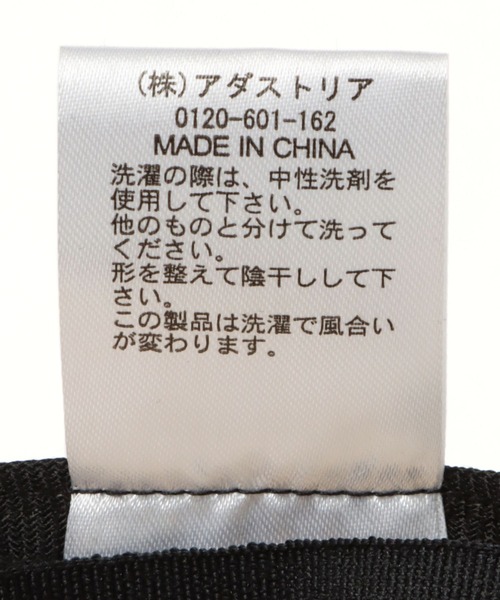 (株)アダストリア
0120-601-162
MADE IN CHINA
洗濯の際は、中性洗剤を
使用して下さい。
他のものと分けて洗って
ください。
形を整えて陰干しして下
さい。
この製品は洗濯で風合い
が変わります。